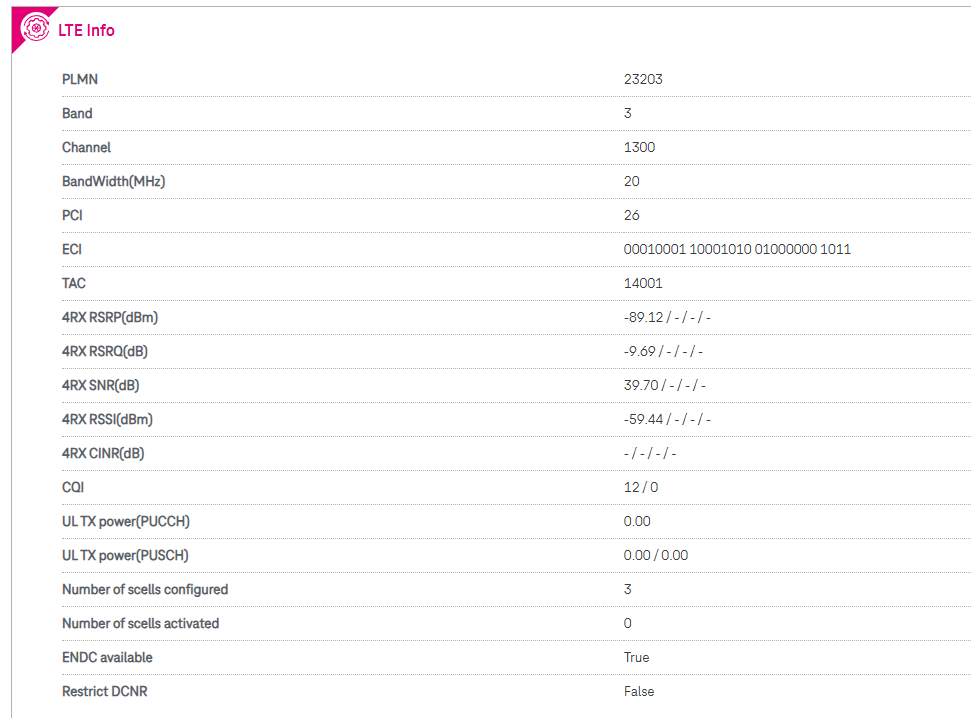 LTE Info
PLMN 23203
Band 3
Channel 1300
BandWidth(MHz) 20
PCI 26
ECI 00010001 10001010 01000000 1011
TAC 14001
4RX RSRP(dBm) -89.12 / - / - / -
4RX RSRQ(dB) -9.69 / - / - / -
4RX SNR(dB) 39.70 / - / - / -
4RX RSSI(dBm) -59.44 / - / - / -
4RX CINR(dB) - / - / - / -
CQI 12 / 0
UL TX power(PUCCH) 0.00
UL TX power(PUSCH) 0.00 / 0.00
Number of scells configured 3
Number of scells activated 0
ENDC available True
Restrict DCNR False